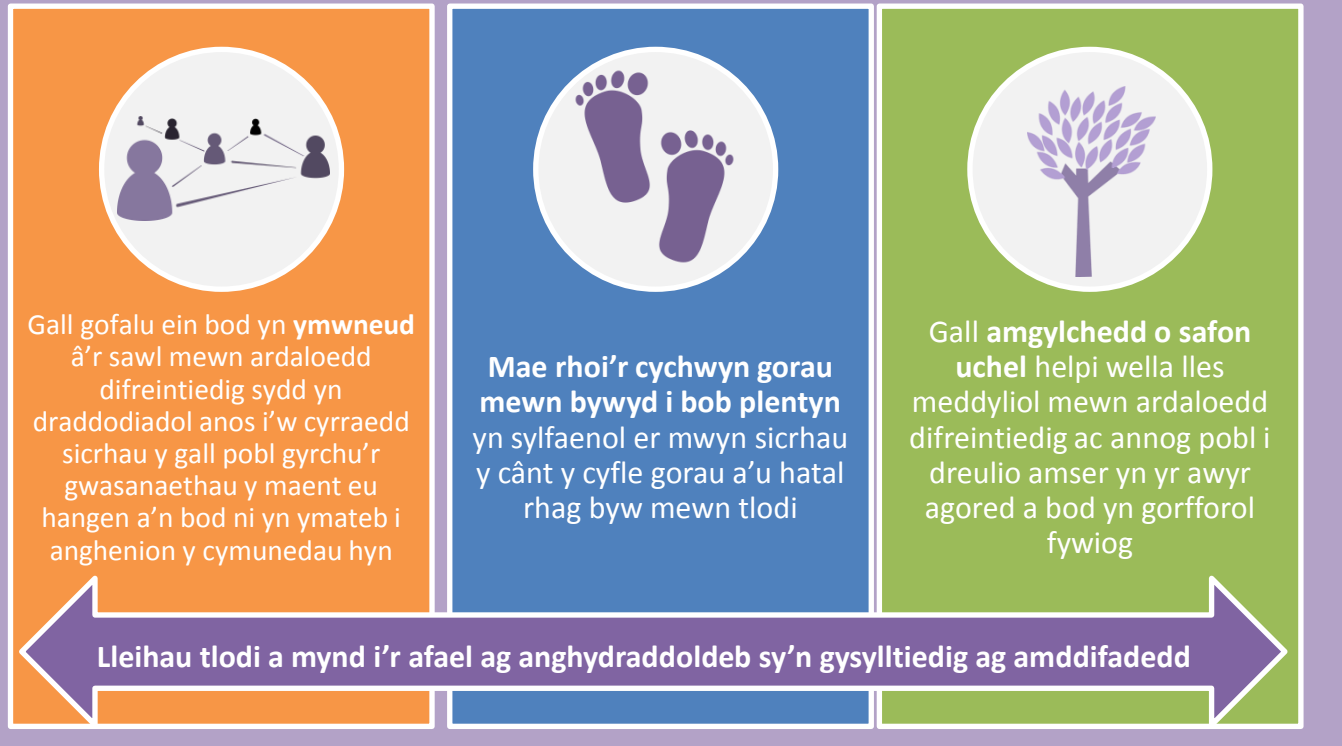 Gall gofalu ein bod yn ymwneud
â'r sawl mewn ardaloedd
difreintiedig sydd yn
draddodiadol anos i'w cyrraedd
sicrhau y gall pobl gyrchu'r
gwasanaethau y maent eu
hangen a'n bod ni yn ymateb i
anghenion y cymunedau hyn
Mae rhoi'r cychwyn gorau
mewn bywyd i bob plentyn
yn sylfaenol er mwyn sicrhau
y cânt y cyfle gorau a'u hatal
rhag byw mewn tlodi
Gall amgylchedd o safon
uchel helpi wella lles
meddyliol mewn ardaloedd
difreintiedig ac annog pobl i
dreulio amser yn yr awyr
agored a bod yn gorfforol
fywiog
Lleihau tlodi a mynd i'r afael ag anghydraddoldeb sy'n gysylltiedig ag amddifadedd